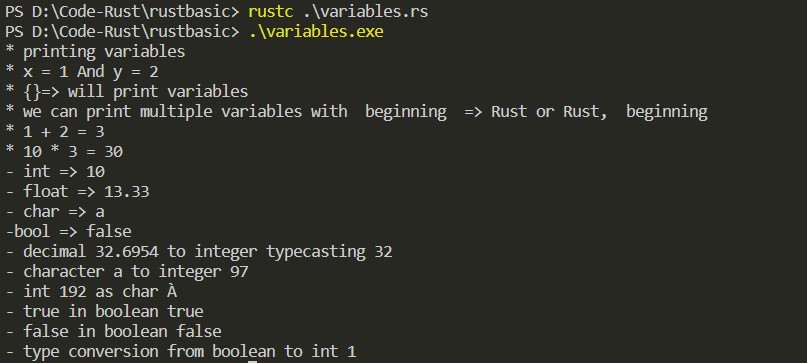 PS D:\Code-Rust\rustbasic> rustc .\variables.rs
PS D:\Code-Rust\rustbasic> .\variables.exe
* printing variables
* x = 1 And y = 2
* {}=> will print variables
* we can print multiple variables with  beginning  => Rust or Rust,  beginning
* 1 + 2 = 3
* 10 * 3 = 30
- int => 10
- float => 13.33
- char => a
-bool => false
- decimal 32.6954 to integer typecasting 32
- character a to integer 97
- int 192 as char À
- true in boolean true
- false in boolean false
- type conversion from boolean to int 1